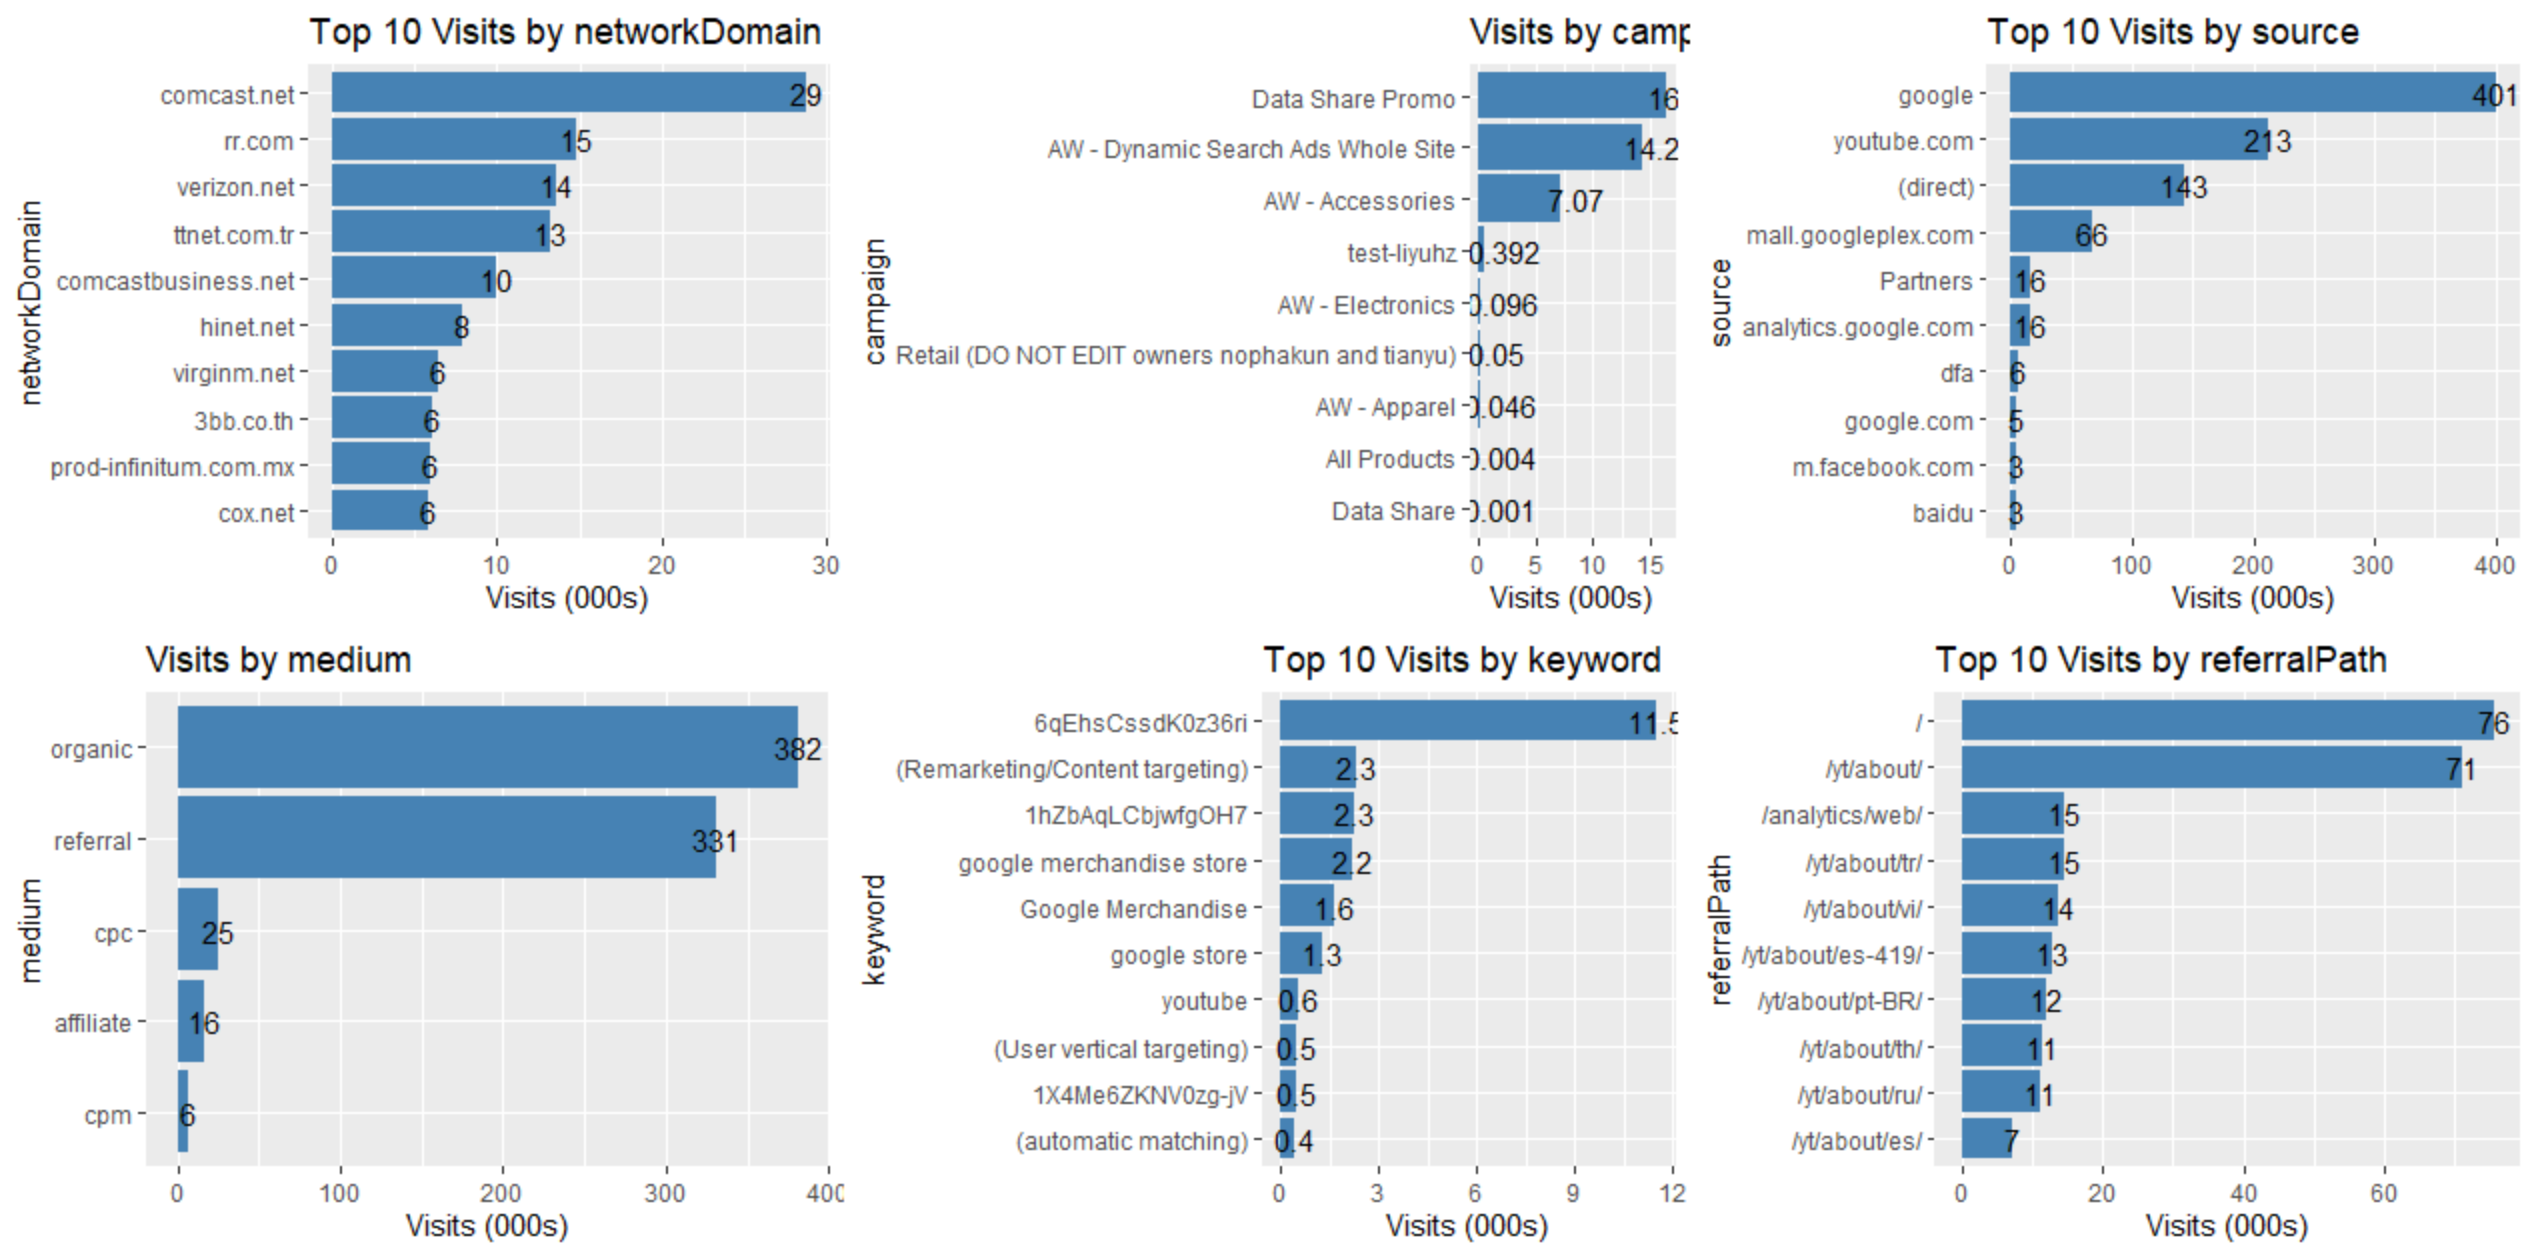 Top 10 Visits by networkDomain
networkDomain
comcast.net
29
rr.com
15
verizon.net
14
ttnet.com.tr
13
comcastbusiness.net
10
hinet.net
8
virginm.net
6
3bb.co.th
6
prod-infinitum.com.mx
6
cox.net
6
0 10 20 30
Visits (000s)
Visits by camp
campaign
Data Share Promo
16
AW - Dynamic Search Ads Whole Site
14.2
AW - Accessories
7.07
test-liyuhz
0.392
AW - Electronics
0.096
Retail (DO NOT EDIT owners nophakun and tianyu)
0.05
AW - Apparel
0.046
All Products
0.004
Data Share
0.001
0 5 10 15
Visits (000s)
Top 10 Visits by source
source
google
401
youtube.com
213
(direct)
143
mall.googleplex.com
66
Partners
16
analytics.google.com
16
dfa
6
google.com
5
m.facebook.com
3
baidu
3
0 100 200 300 400
Visits (000s)
Visits by medium
medium
organic
382
referral
331
cpc
25
affiliate
16
cpm
6
0 100 200 300 400
Visits (000s)
Top 10 Visits by keyword
keyword
6qEhsCssdK0z36ri
11.5
(Remarketing/Content targeting)
2.3
1hZbAqLCbjwfgOH7
2.3
google merchandise store
2.2
Google Merchandise
1.6
google store
1.3
youtube
0.6
(User vertical targeting)
0.5
1X4Me6ZKNV0zg-jV
0.5
(automatic matching)
0.4
0 3 6 9 12
Visits (000s)
Top 10 Visits by referralPath
referralPath
/
76
/yt/about/
71
/analytics/web/
15
/yt/about/tr/
15
/yt/about/vi/
14
/yt/about/es-419/
13
/yt/about/pt-BR/
12
/yt/about/th/
11
/yt/about/ru/
11
/yt/about/es/
7
0 20 40 60
Visits (000s)